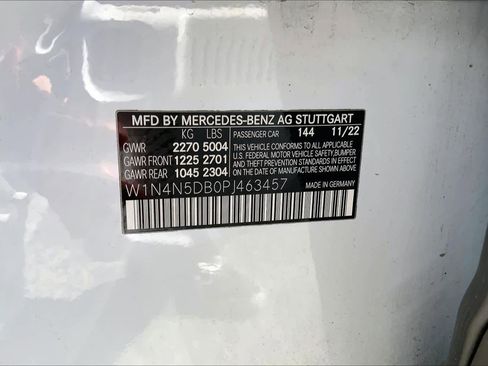 MFD BY MERCEDES-BENZ AG STUTTGART
KG LBS PASSENGER CAR 144 11/22
GVWR 2270 5004 THIS VEHICLE CONFORMS TO ALL APPLICABLE
GAWR FRONT 1225 2701 U.S. FEDERAL MOTOR VEHICLE SAFETY, BUMPER
GAWR REAR 1045 2304 AND THEFT PREVENTION STANDARDS IN EFFECT
ON THE DATE OF MANUFACTURE SHOWN ABOVE.
W1N4N5DB0PJ463457 MADE IN GERMANY